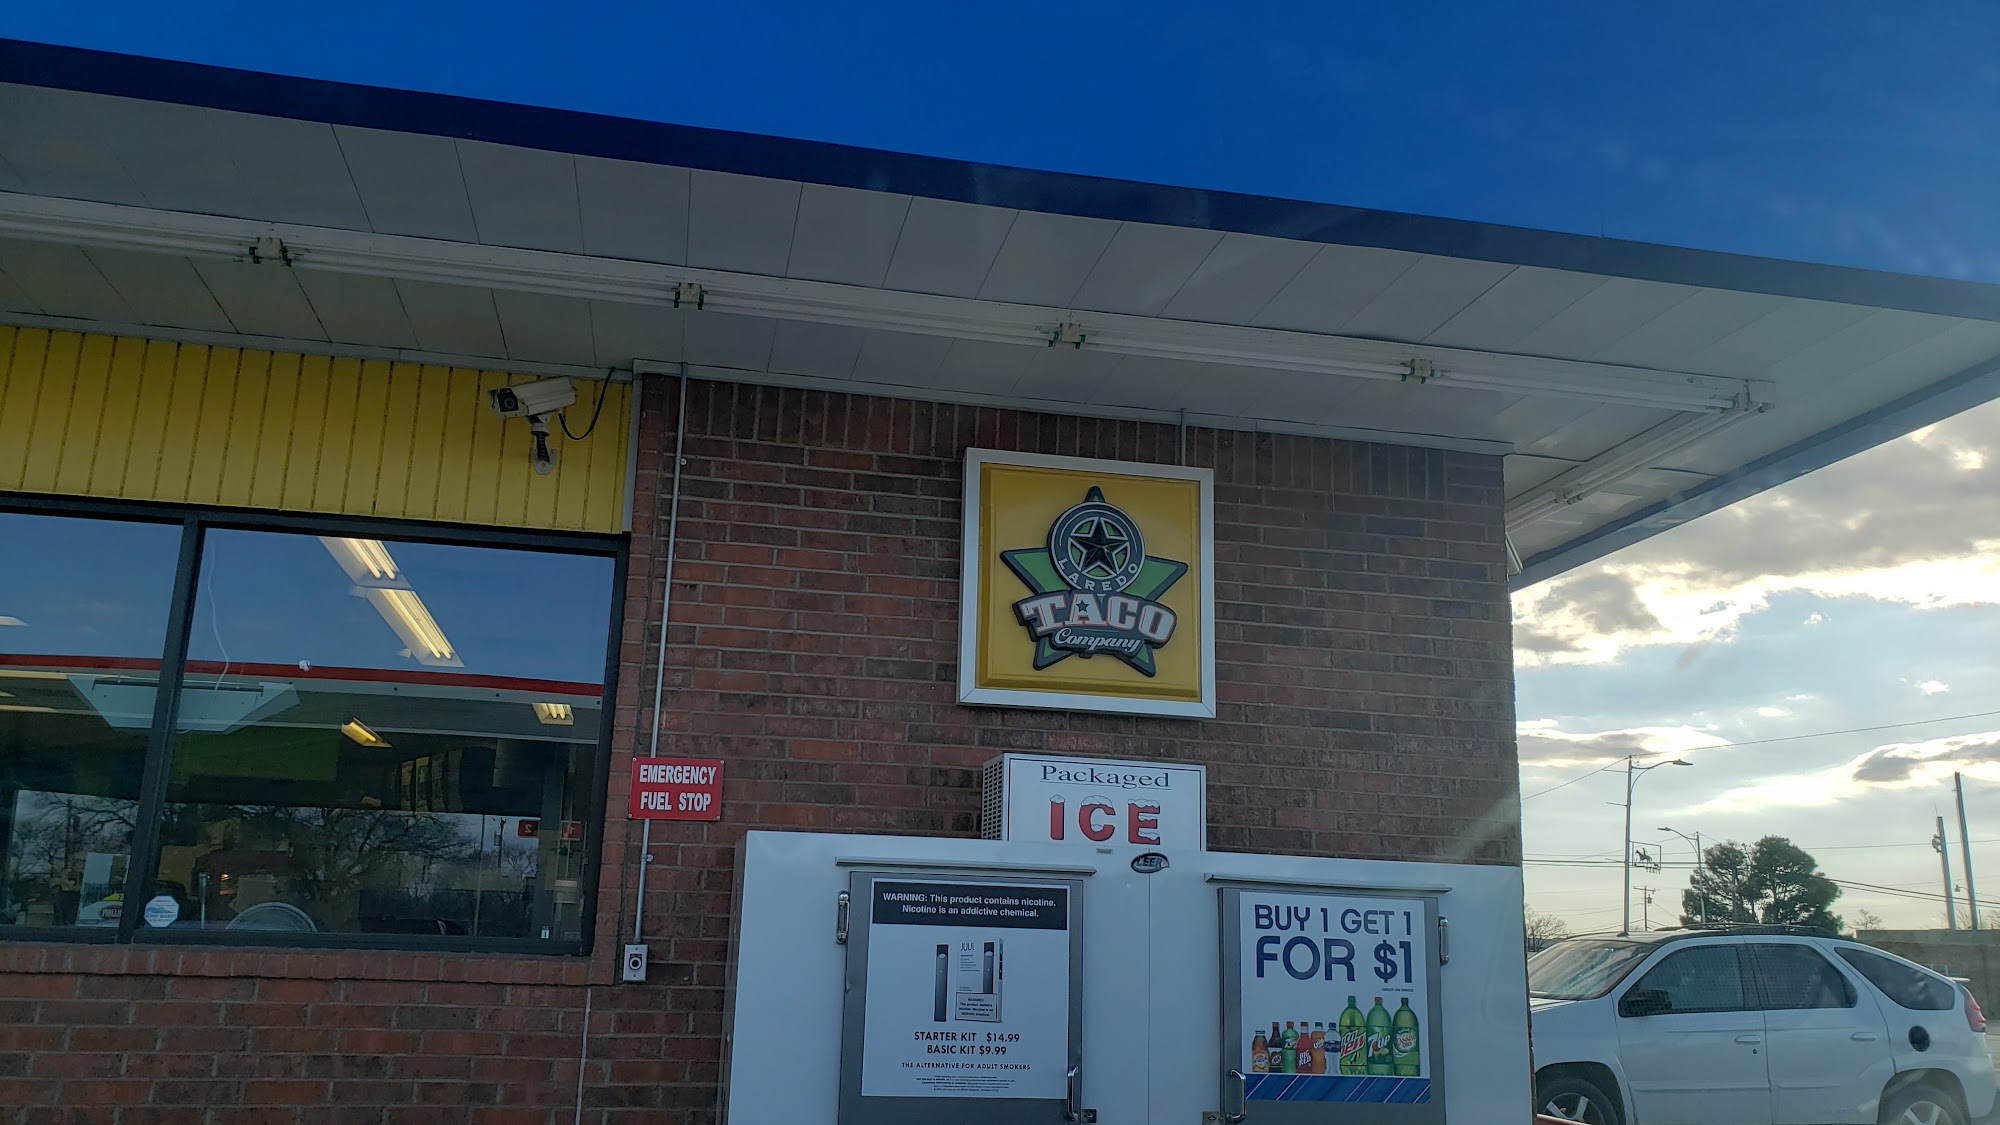 LAREDO
TACO
Company
EMERGENCY
FUEL STOP
Packaged
ICE
LEER
WARNING: This product contains nicotine.
Nicotine is an addictive chemical.
JUUL
STARTER KIT $14.99
BASIC KIT $9.99
THE ALTERNATIVE FOR ADULT SMOKERS
BUY 1 GET 1
FOR $1
7UP